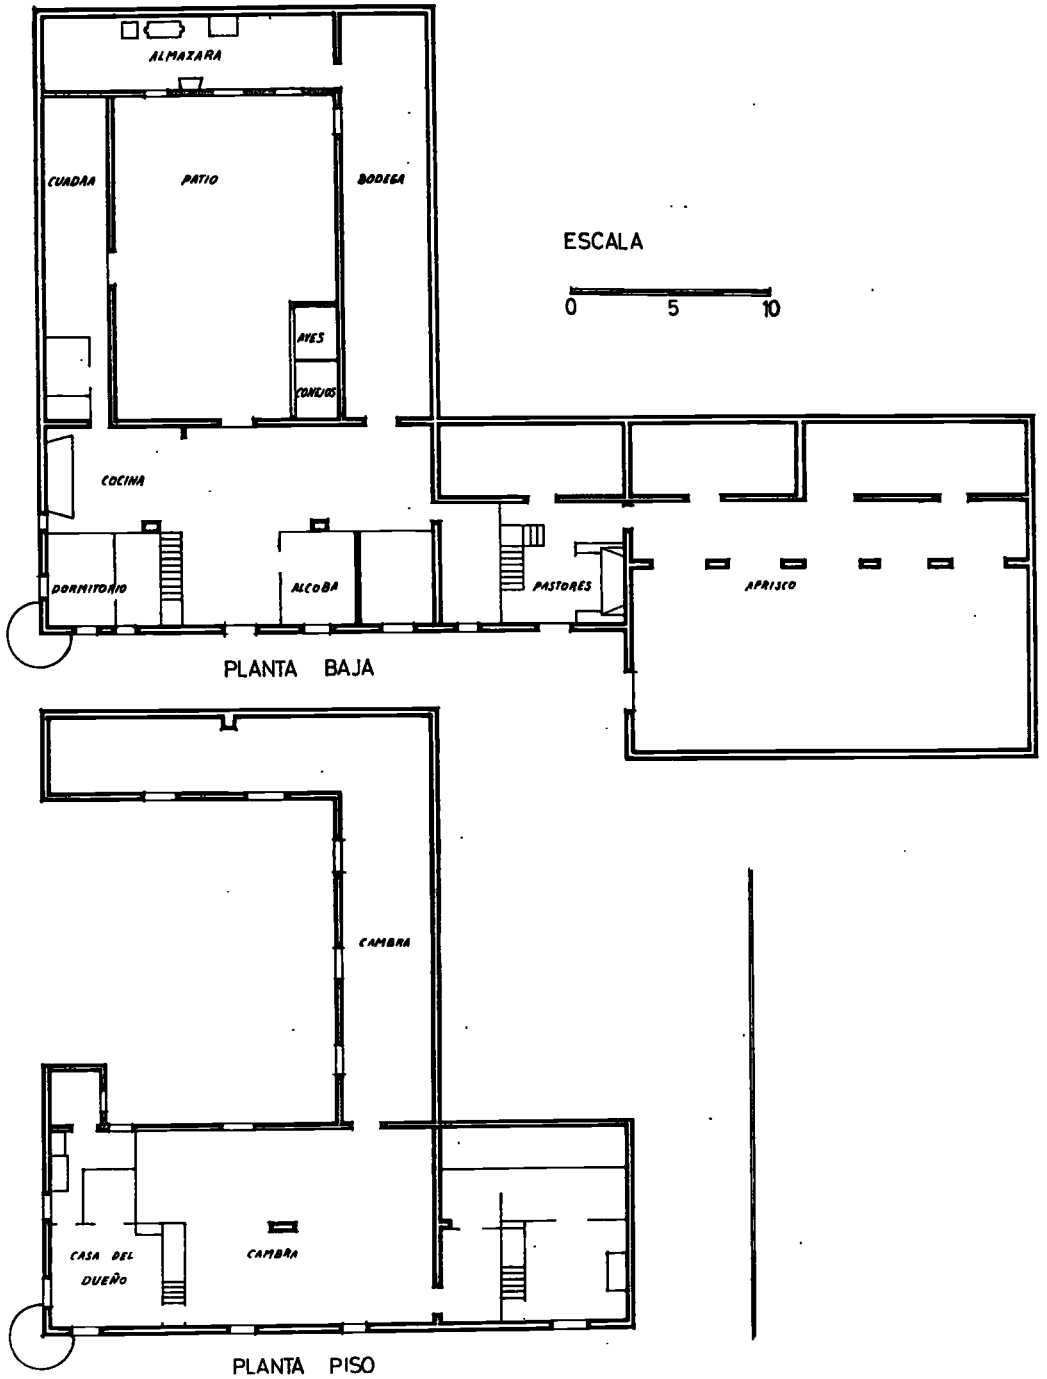 ALMAZARA
CUADRA
PATIO
BODEGA
ESCALA
0 5 10
AVES
CONEJOS
COCINA
DORMITORIO
ALCOBA
PASTORES
APRISCO
PLANTA BAJA
CAMBRA
CASA DEL
DUEÑO
CAMBRA
PLANTA PISO